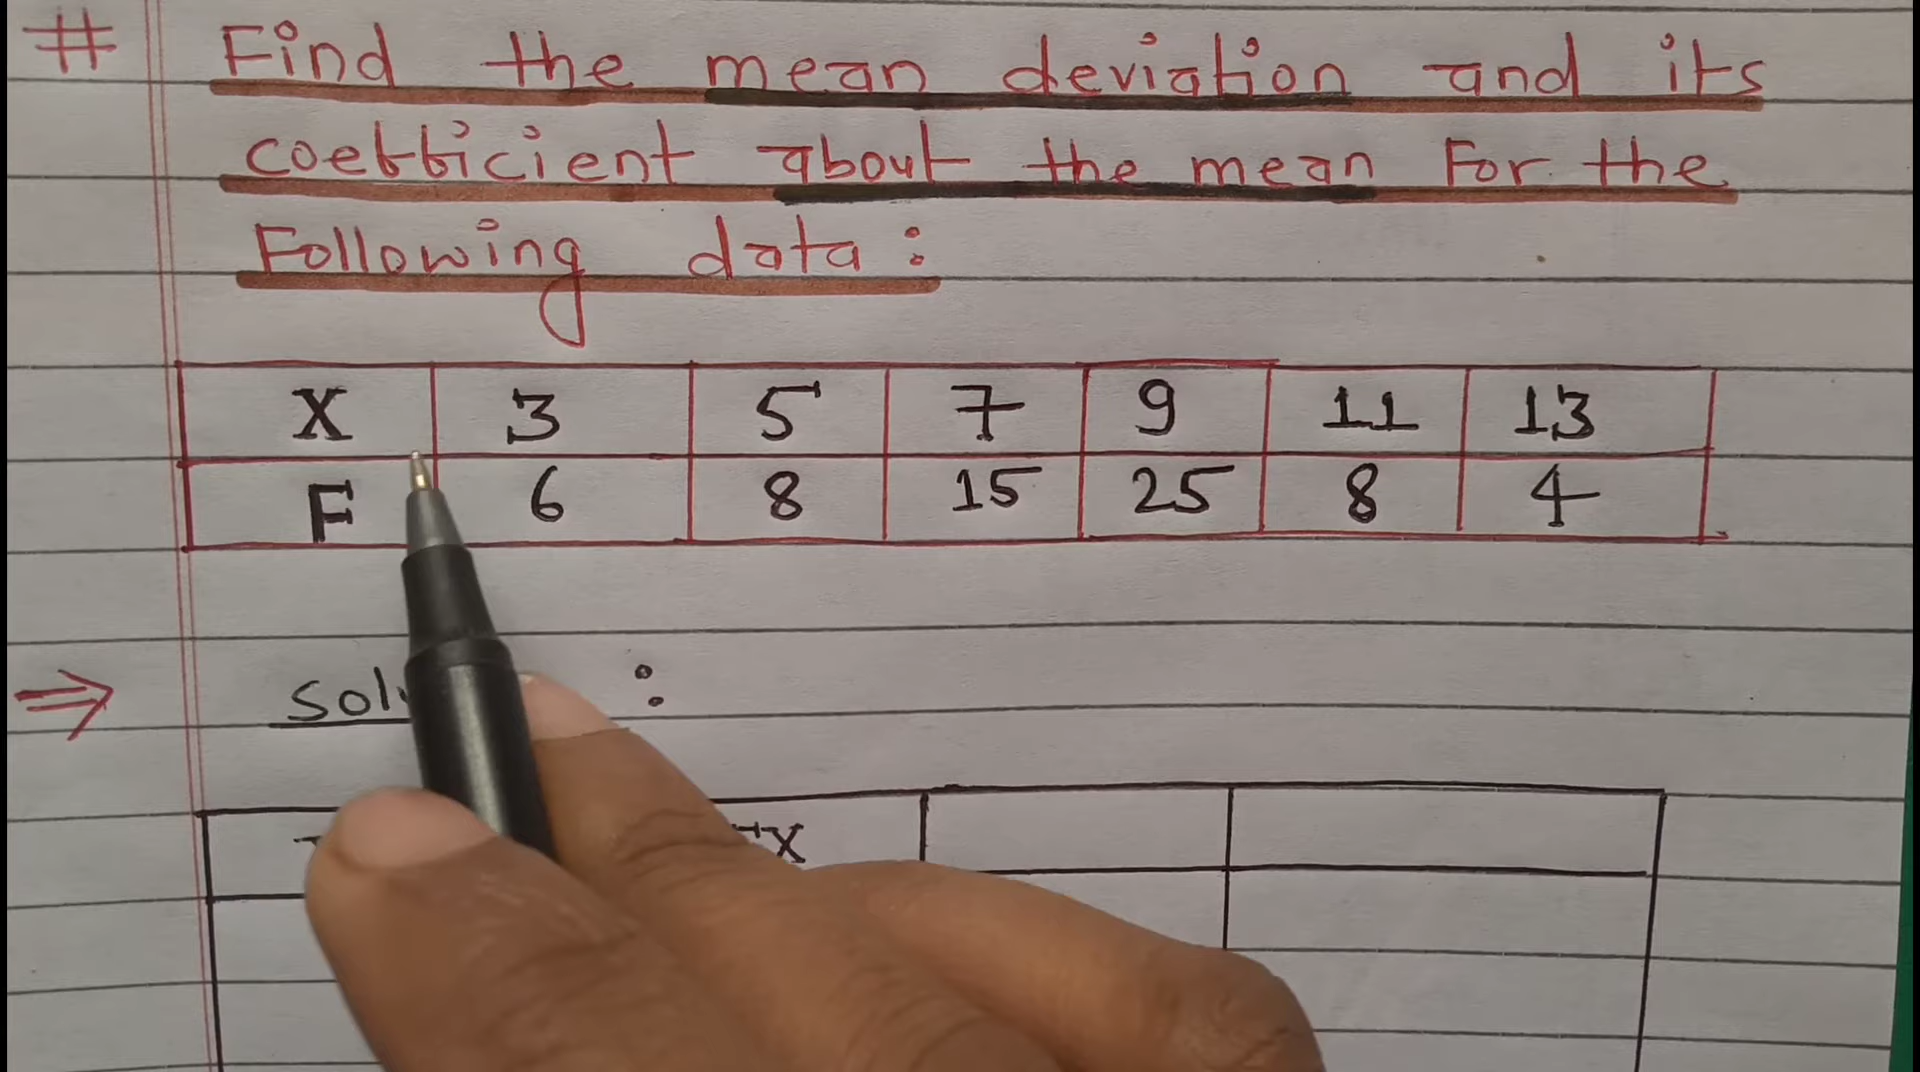 # Find the mean deviation and its
coefficient about the mean For the
Following data:
X 3 5 7 9 11 13
F 6 8 15 25 8 4
⇒ :